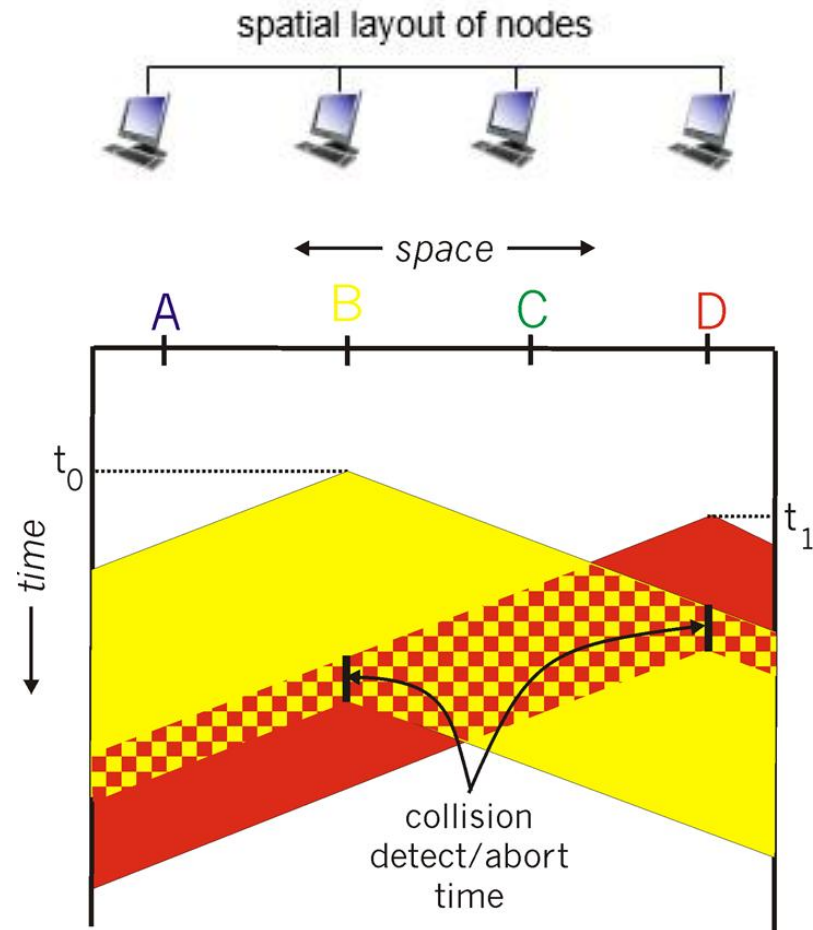 spatial layout of nodes
space
A B C D
t0
t1
time
collision
detect/abort
time